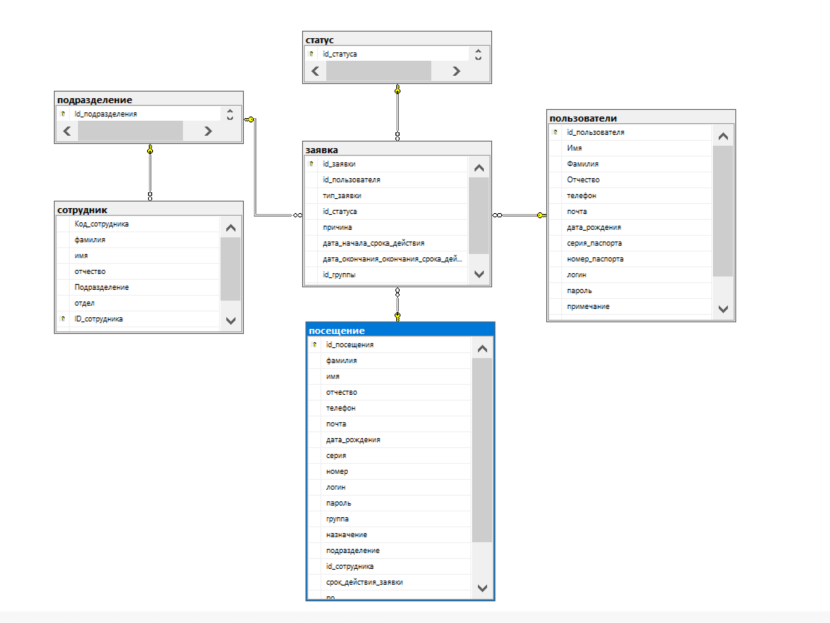 статус
id_статуса
подразделение
id_подразделения
пользователи
id_пользователя
Имя
Фамилия
Отчество
телефон
почта
дата_рождения
серия_паспорта
номер_паспорта
логин
пароль
примечание
заявка
id_заявки
id_пользователя
тип_заявки
id_статуса
причина
дата_начала_срока_действия
дата_окончания_окончания_срока_дей...
id_группы
сотрудник
Код_сотрудника
фамилия
имя
отчество
Подразделение
отдел
ID_сотрудника
посещение
id_посещения
фамилия
имя
отчество
телефон
почта
дата_рождения
серия
номер
логин
пароль
группа
назначение
подразделение
id_сотрудника
срок_действия_заявки
по